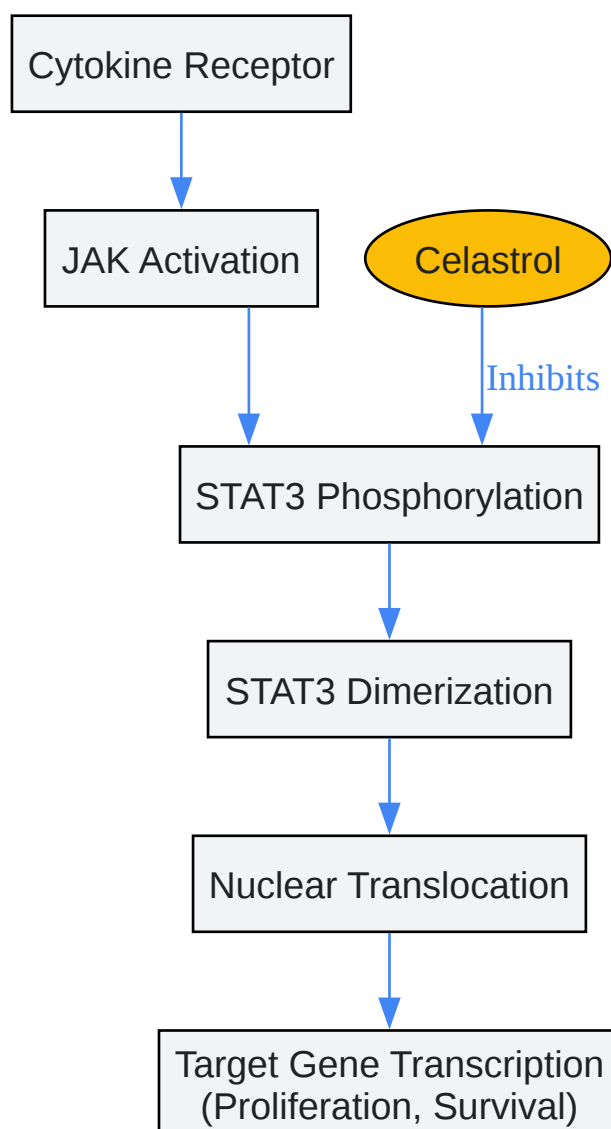 Cytokine Receptor
JAK Activation
Celastrol
Inhibits
STAT3 Phosphorylation
STAT3 Dimerization
Nuclear Translocation
Target Gene Transcription
(Proliferation, Survival)